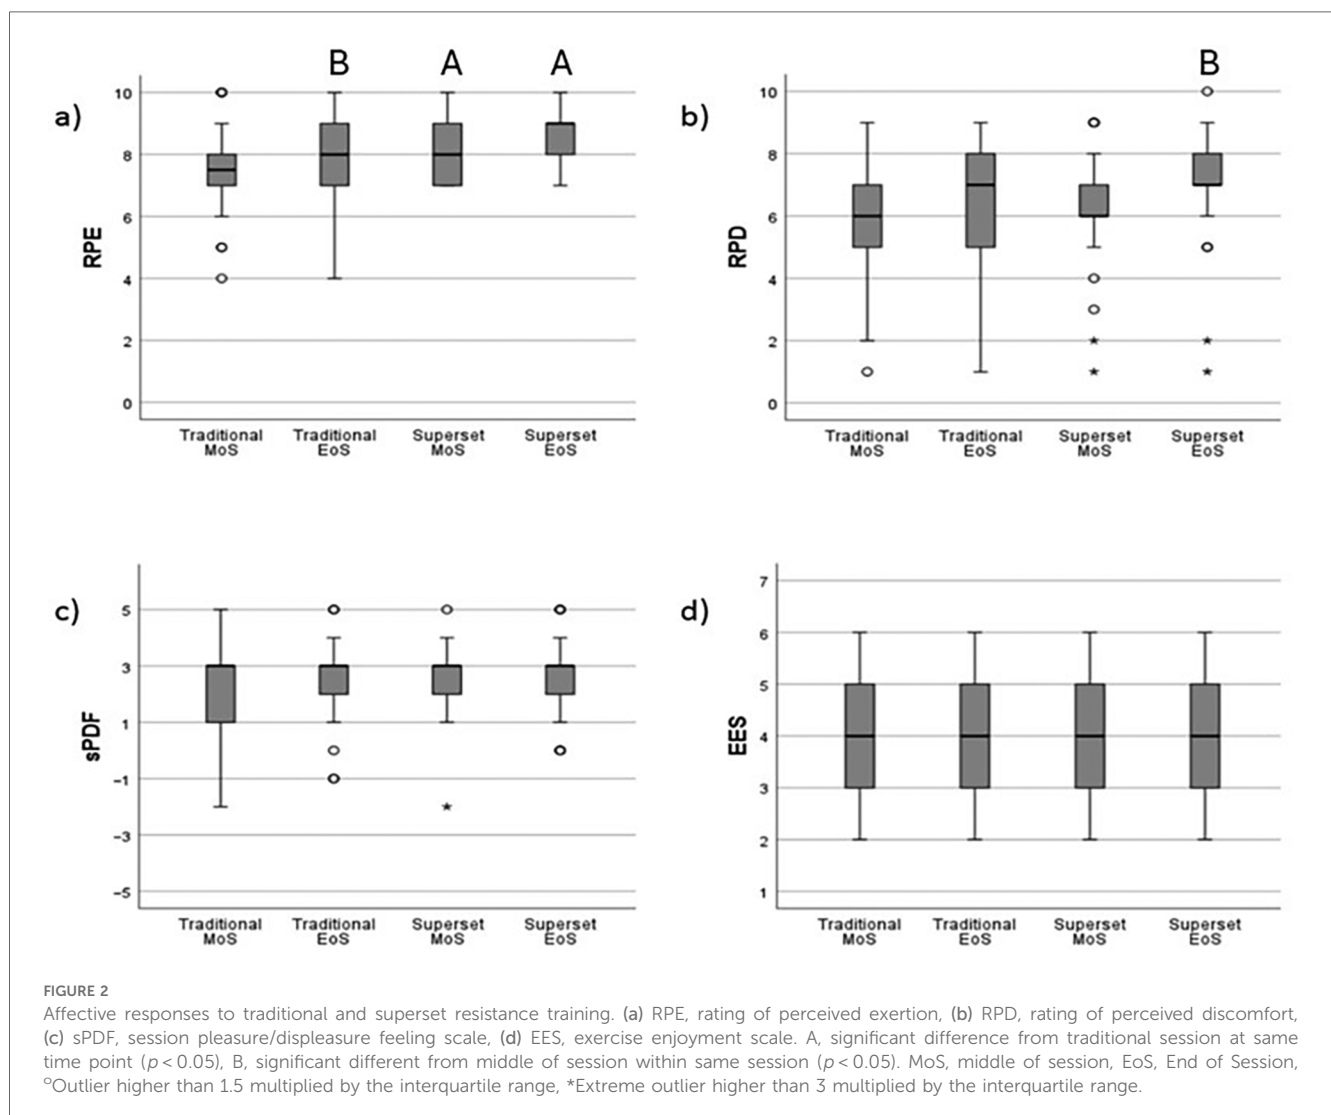 a)
B
A
A
10
8
6
4
2
0
RPE
Traditional MoS
Traditional EoS
Superset MoS
Superset EoS
b)
B
10
8
6
4
2
0
RPD
Traditional MoS
Traditional EoS
Superset MoS
Superset EoS
c)
5
3
1
−1
−3
−5
sPDF
Traditional MoS
Traditional EoS
Superset MoS
Superset EoS
d)
7
6
5
4
3
2
1
EES
Traditional MoS
Traditional EoS
Superset MoS
Superset EoS
FIGURE 2
Affective responses to traditional and superset resistance training. (a) RPE, rating of perceived exertion, (b) RPD, rating of perceived discomfort,
(c) sPDF, session pleasure/displeasure feeling scale, (d) EES, exercise enjoyment scale. A, significant difference from traditional session at same
time point (p < 0.05), B, significant different from middle of session within same session (p < 0.05). MoS, middle of session, EoS, End of Session,
°Outlier higher than 1.5 multiplied by the interquartile range, *Extreme outlier higher than 3 multiplied by the interquartile range.